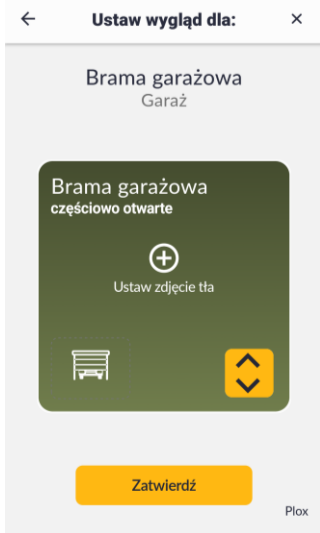 Ustaw wygląd dla:
Brama garażowa
Garaż
Brama garażowa
częściowo otwarte
Ustaw zdjęcie tła
Zatwierdź
Plox